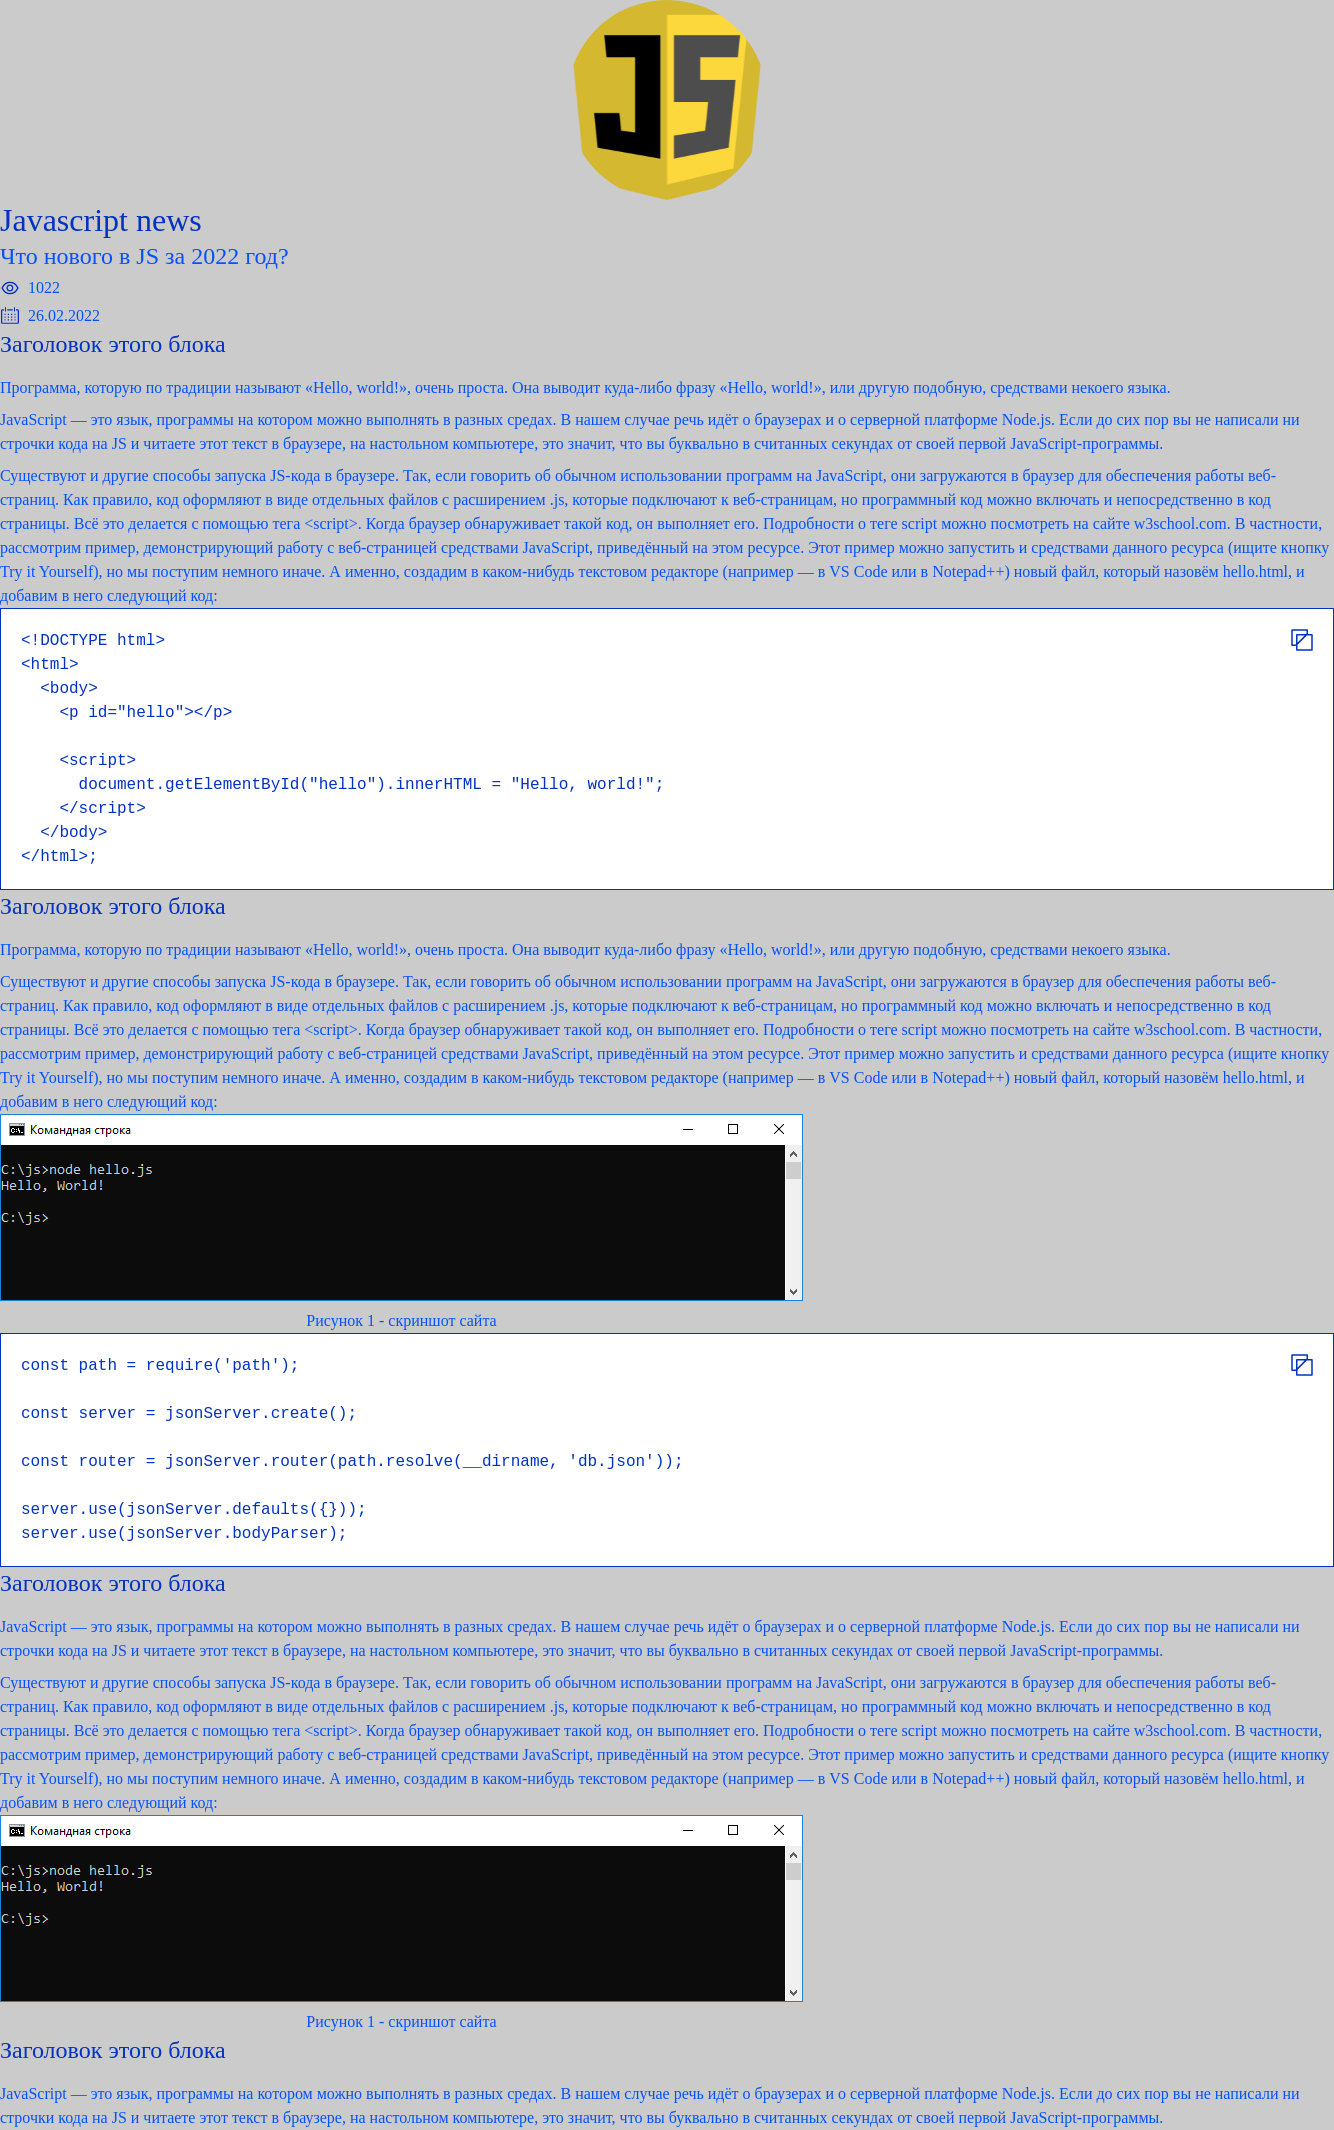 JS
Javascript news
Что нового в JS за 2022 год?
1022
26.02.2022
Заголовок этого блока
Программа, которую по традиции называют «Hello, world!», очень проста. Она выводит куда-либо фразу «Hello, world!», или другую подобную, средствами некоего языка.
JavaScript — это язык, программы на котором можно выполнять в разных средах. В нашем случае речь идёт о браузерах и о серверной платформе Node.js. Если до сих пор вы не написали ни
строчки кода на JS и читаете этот текст в браузере, на настольном компьютере, это значит, что вы буквально в считанных секундах от своей первой JavaScript-программы.
Существуют и другие способы запуска JS-кода в браузере. Так, если говорить об обычном использовании программ на JavaScript, они загружаются в браузер для обеспечения работы веб-
страниц. Как правило, код оформляют в виде отдельных файлов с расширением .js, которые подключают к веб-страницам, но программный код можно включать и непосредственно в код
страницы. Всё это делается с помощью тега <script>. Когда браузер обнаруживает такой код, он выполняет его. Подробности о теге script можно посмотреть на сайте w3school.com. В частности,
рассмотрим пример, демонстрирующий работу с веб-страницей средствами JavaScript, приведённый на этом ресурсе. Этот пример можно запустить и средствами данного ресурса (ищите кнопку
Try it Yourself), но мы поступим немного иначе. А именно, создадим в каком-нибудь текстовом редакторе (например — в VS Code или в Notepad++) новый файл, который назовём hello.html, и
добавим в него следующий код:
<!DOCTYPE html>
<html>
  <body>
    <p id="hello"></p>

    <script>
      document.getElementById("hello").innerHTML = "Hello, world!";
    </script>
  </body>
</html>;
Заголовок этого блока
Программа, которую по традиции называют «Hello, world!», очень проста. Она выводит куда-либо фразу «Hello, world!», или другую подобную, средствами некоего языка.
Существуют и другие способы запуска JS-кода в браузере. Так, если говорить об обычном использовании программ на JavaScript, они загружаются в браузер для обеспечения работы веб-
страниц. Как правило, код оформляют в виде отдельных файлов с расширением .js, которые подключают к веб-страницам, но программный код можно включать и непосредственно в код
страницы. Всё это делается с помощью тега <script>. Когда браузер обнаруживает такой код, он выполняет его. Подробности о теге script можно посмотреть на сайте w3school.com. В частности,
рассмотрим пример, демонстрирующий работу с веб-страницей средствами JavaScript, приведённый на этом ресурсе. Этот пример можно запустить и средствами данного ресурса (ищите кнопку
Try it Yourself), но мы поступим немного иначе. А именно, создадим в каком-нибудь текстовом редакторе (например — в VS Code или в Notepad++) новый файл, который назовём hello.html, и
добавим в него следующий код:
Командная строка
C:\js>node hello.js
Hello, World!
C:\js>
Рисунок 1 - скриншот сайта
const path = require('path');

const server = jsonServer.create();

const router = jsonServer.router(path.resolve(__dirname, 'db.json'));

server.use(jsonServer.defaults({}));
server.use(jsonServer.bodyParser);
Заголовок этого блока
JavaScript — это язык, программы на котором можно выполнять в разных средах. В нашем случае речь идёт о браузерах и о серверной платформе Node.js. Если до сих пор вы не написали ни
строчки кода на JS и читаете этот текст в браузере, на настольном компьютере, это значит, что вы буквально в считанных секундах от своей первой JavaScript-программы.
Существуют и другие способы запуска JS-кода в браузере. Так, если говорить об обычном использовании программ на JavaScript, они загружаются в браузер для обеспечения работы веб-
страниц. Как правило, код оформляют в виде отдельных файлов с расширением .js, которые подключают к веб-страницам, но программный код можно включать и непосредственно в код
страницы. Всё это делается с помощью тега <script>. Когда браузер обнаруживает такой код, он выполняет его. Подробности о теге script можно посмотреть на сайте w3school.com. В частности,
рассмотрим пример, демонстрирующий работу с веб-страницей средствами JavaScript, приведённый на этом ресурсе. Этот пример можно запустить и средствами данного ресурса (ищите кнопку
Try it Yourself), но мы поступим немного иначе. А именно, создадим в каком-нибудь текстовом редакторе (например — в VS Code или в Notepad++) новый файл, который назовём hello.html, и
добавим в него следующий код:
Командная строка
C:\js>node hello.js
Hello, World!
C:\js>
Рисунок 1 - скриншот сайта
Заголовок этого блока
JavaScript — это язык, программы на котором можно выполнять в разных средах. В нашем случае речь идёт о браузерах и о серверной платформе Node.js. Если до сих пор вы не написали ни
строчки кода на JS и читаете этот текст в браузере, на настольном компьютере, это значит, что вы буквально в считанных секундах от своей первой JavaScript-программы.